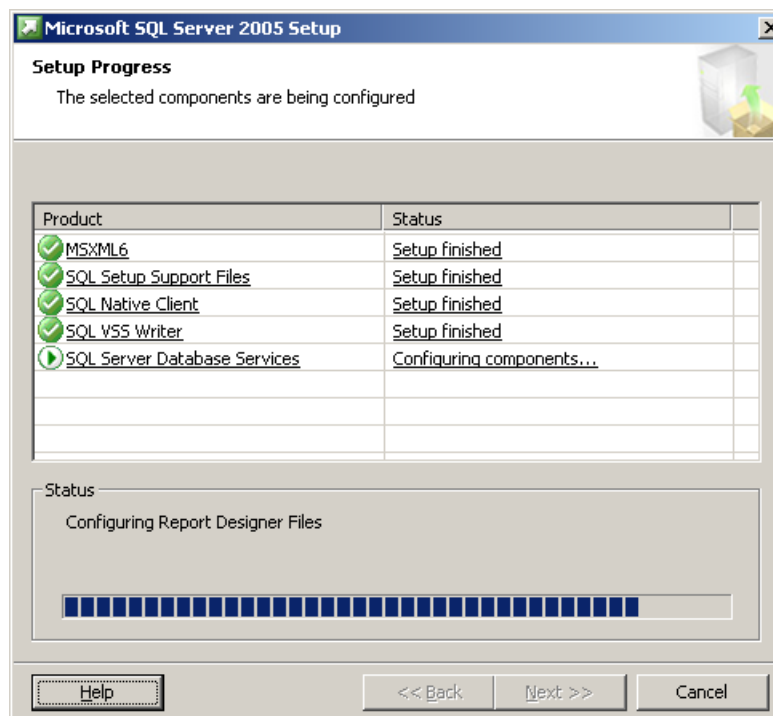 Microsoft SQL Server 2005 Setup
Setup Progress
The selected components are being configured
Product Status
MSXML6 Setup finished
SQL Setup Support Files Setup finished
SQL Native Client Setup finished
SQL VSS Writer Setup finished
SQL Server Database Services Configuring components...
Status
Configuring Report Designer Files
Help << Back Next >> Cancel